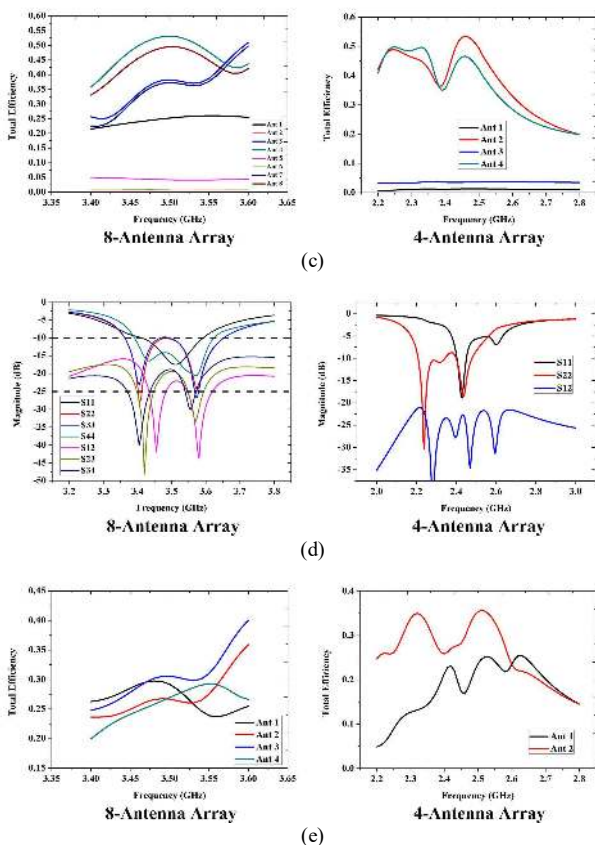 0.60
0.55
0.50
0.45
0.40
0.35
0.30
0.25
0.20
0.15
0.10
0.05
0.00
Total Efficiency
Ant 1
Ant 2
Ant 3
Ant 5
Ant 6
Ant 7
Ant 8
3.40 3.45 3.50 3.55 3.60
Frequency (GHz)
8-Antenna Array
0.6
0.5
0.4
0.3
0.2
0.1
0.0
Total Efficiency
Ant 1
Ant 2
Ant 3
Ant 4
2.2 2.3 2.4 2.5 2.6 2.7 2.8
Frequency (GHz)
4-Antenna Array
(c)
0
-5
-10
-15
-20
-25
-30
-35
-40
-45
-50
Magnitude (dB)
S11
S22
S33
S44
S12
S23
S34
3.2 3.3 3.4 3.5 3.6 3.7 3.8
Frequency (GHz)
8-Antenna Array
0
-5
-10
-15
-20
-25
-30
-35
Magnitude (dB)
S11
S22
S12
2.0 2.2 2.4 2.6 2.8 3.0
Frequency (GHz)
4-Antenna Array
(d)
0.45
0.40
0.35
0.30
0.25
0.20
0.15
Total Efficiency
Ant 1
Ant 2
Ant 3
Ant 4
3.35 3.40 3.45 3.50 3.55 3.60 3.65
Frequency (GHz)
8-Antenna Array
0.4
0.3
0.2
0.1
0.0
Total Efficiency
Ant 1
Ant 2
2.2 2.3 2.4 2.5 2.6 2.7 2.8
Frequency (GHz)
4-Antenna Array
(e)